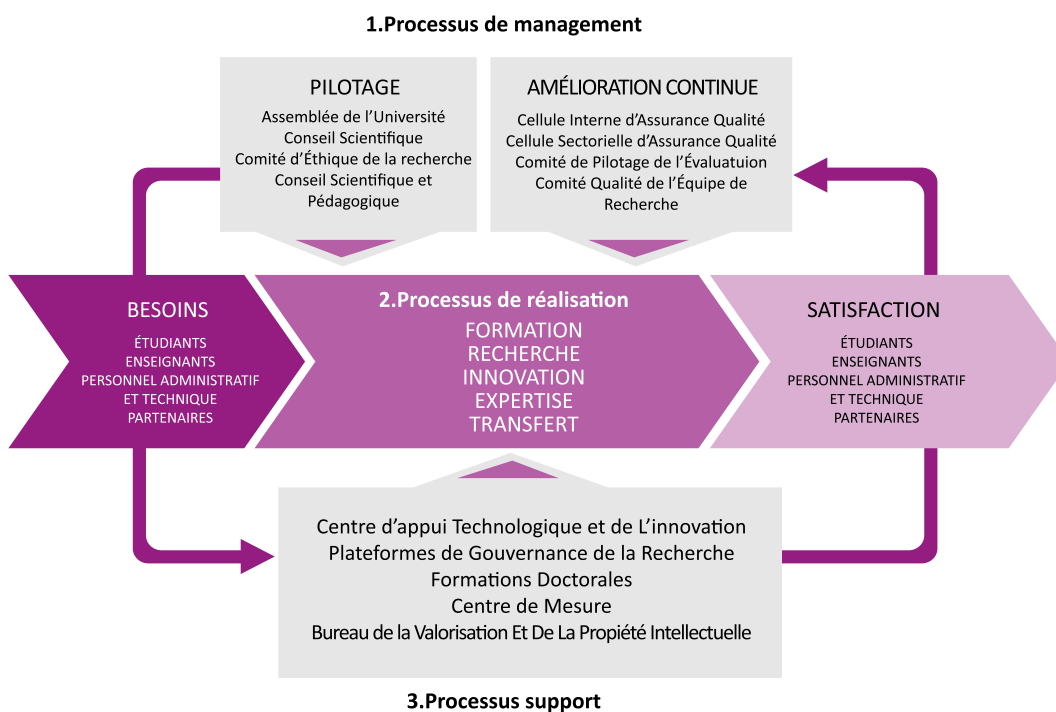 1.Processus de management
PILOTAGE
Assemblée de l’Université
Conseil Scientifique
Comité d’Éthique de la recherche
Conseil Scientifique et
Pédagogique
AMÉLIORATION CONTINUE
Cellule Interne d’Assurance Qualité
Cellule Sectorielle d’Assurance Qualité
Comité de Pilotage de l’Évaluatuion
Comité Qualité de l’Équipe de
Recherche
BESOINS
ÉTUDIANTS
ENSEIGNANTS
PERSONNEL ADMINISTRATIF
ET TECHNIQUE
PARTENAIRES
2.Processus de réalisation
FORMATION
RECHERCHE
INNOVATION
EXPERTISE
TRANSFERT
SATISFACTION
ÉTUDIANTS
ENSEIGNANTS
PERSONNEL ADMINISTRATIF
ET TECHNIQUE
PARTENAIRES
Centre d’appui Technologique et de L’innovation
Plateformes de Gouvernance de la Recherche
Formations Doctorales
Centre de Mesure
Bureau de la Valorisation Et De La Propiété Intellectuelle
3.Processus support